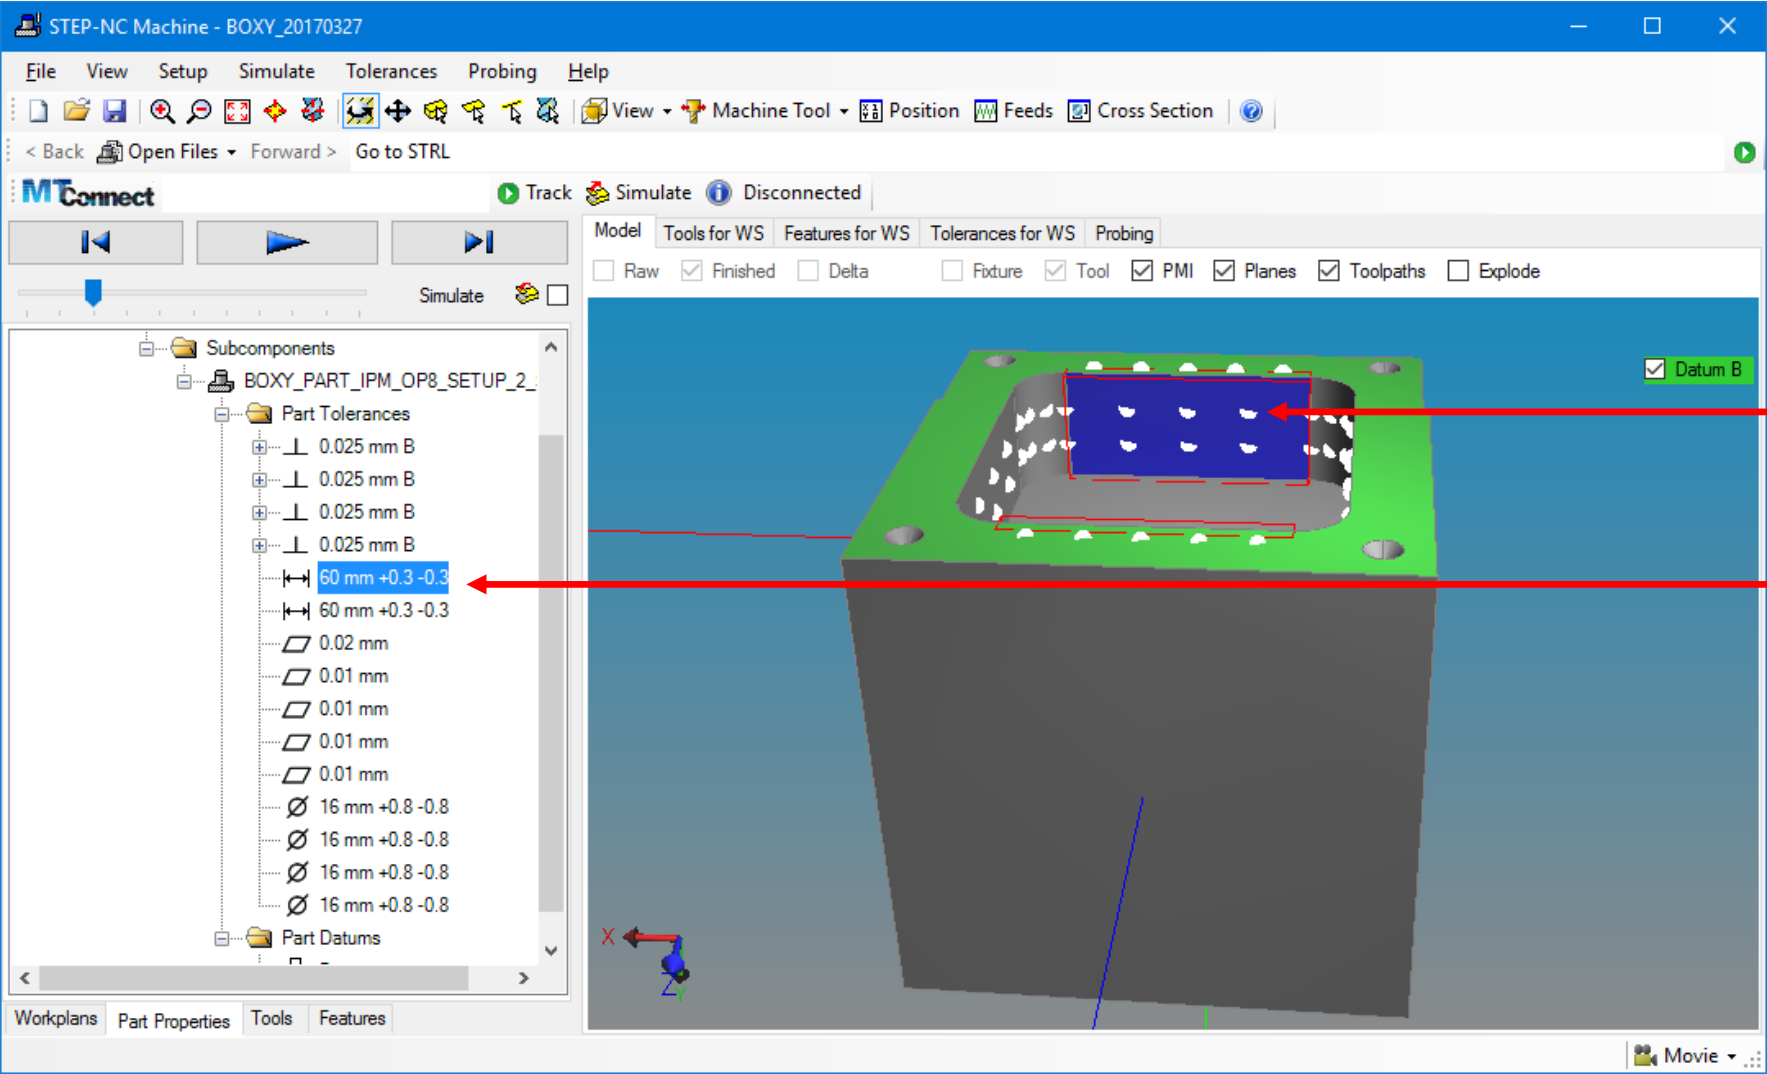 STEP-NC Machine - BOXY_20170327
File View Setup Simulate Tolerances Probing Help
View Machine Tool Position Feeds Cross Section
< Back Open Files Forward > Go to STRL
MTConnect Track Simulate Disconnected
Model Tools for WS Features for WS Tolerances for WS Probing
Raw Finished Delta Fixture Tool PMI Planes Toolpaths Explode
Simulate
Subcomponents
BOXY_PART_IPM_OP8_SETUP_2_
Part Tolerances
0.025 mm B
0.025 mm B
0.025 mm B
0.025 mm B
60 mm +0.3 -0.3
60 mm +0.3 -0.3
0.02 mm
0.01 mm
0.01 mm
0.01 mm
0.01 mm
16 mm +0.8 -0.8
16 mm +0.8 -0.8
16 mm +0.8 -0.8
16 mm +0.8 -0.8
Part Datums
Workplans Part Properties Tools Features
Datum B
X
Z
Y
Movie